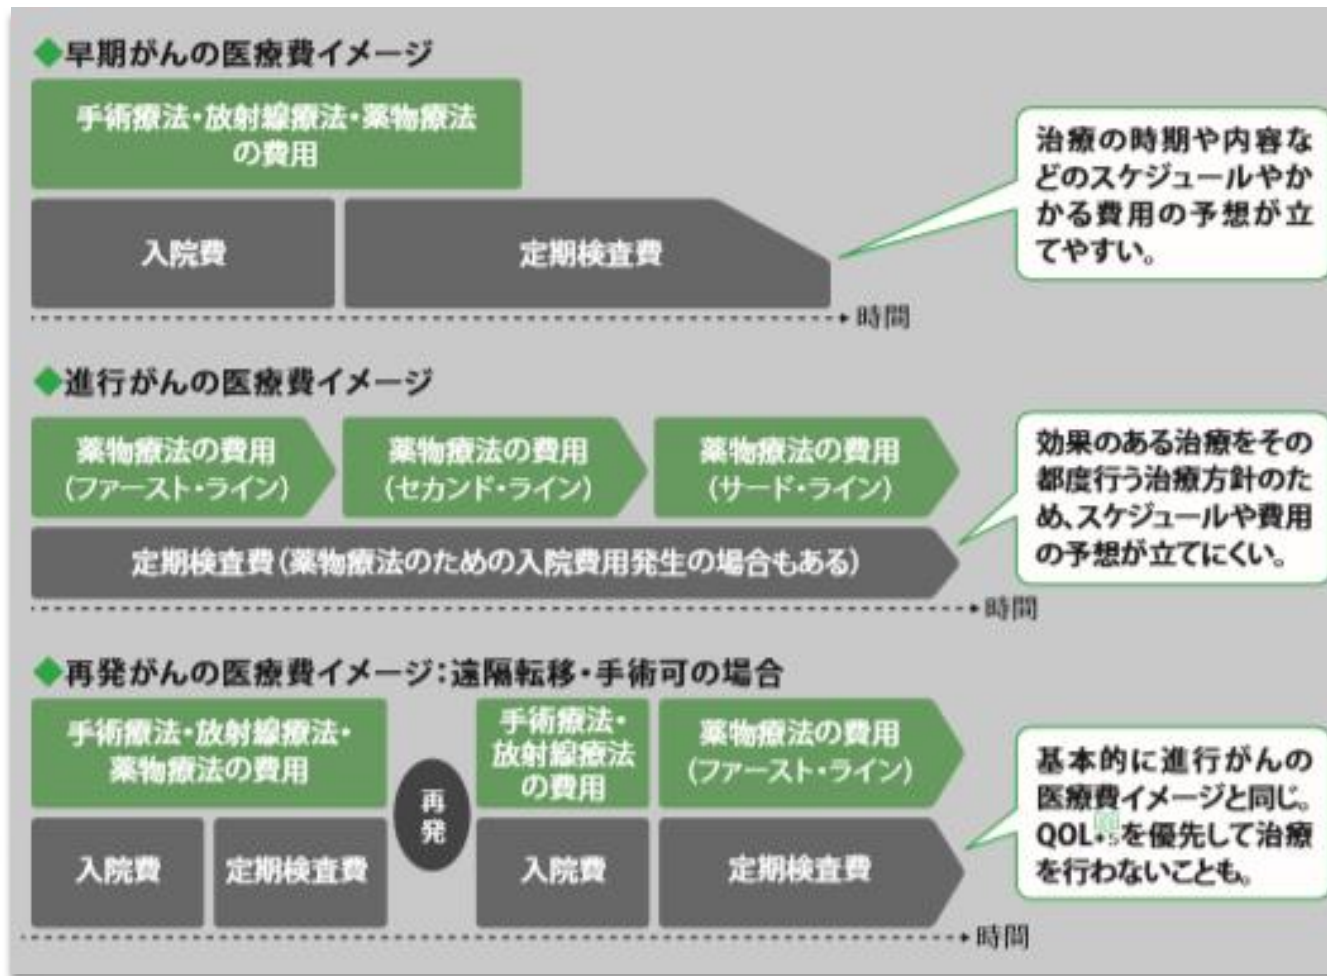 ◆早期がんの医療費イメージ
手術療法・放射線療法・薬物療法
の費用
入院費
定期検査費
時間
治療の時期や内容な
どのスケジュールやか
かる費用の予想が立
てやすい。
◆進行がんの医療費イメージ
薬物療法の費用
(ファースト・ライン)
薬物療法の費用
(セカンド・ライン)
薬物療法の費用
(サード・ライン)
定期検査費(薬物療法のための入院費用発生の場合もある)
時間
効果のある治療をその
都度行う治療方針のた
め、スケジュールや費用
の予想が立てにくい。
◆再発がんの医療費イメージ:遠隔転移・手術可の場合
手術療法・放射線療法・
薬物療法の費用
入院費
定期検査費
再
発
手術療法・
放射線療法
の費用
薬物療法の費用
(ファースト・ライン)
入院費
定期検査費
時間
基本的に進行がんの
医療費イメージと同じ。
QOLを優先して治療
を行わないことも。